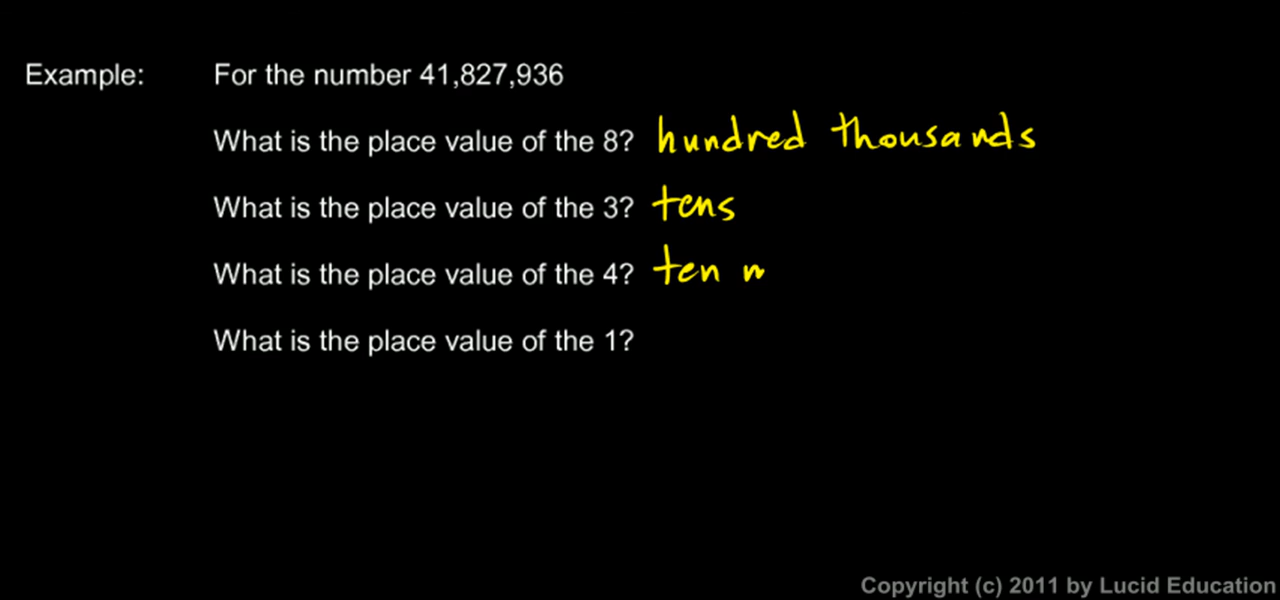 Example: For the number 41,827,936
What is the place value of the 8? hundred thousands
What is the place value of the 3? tens
What is the place value of the 4? ten m
What is the place value of the 1?
Copyright (c) 2011 by Lucid Education